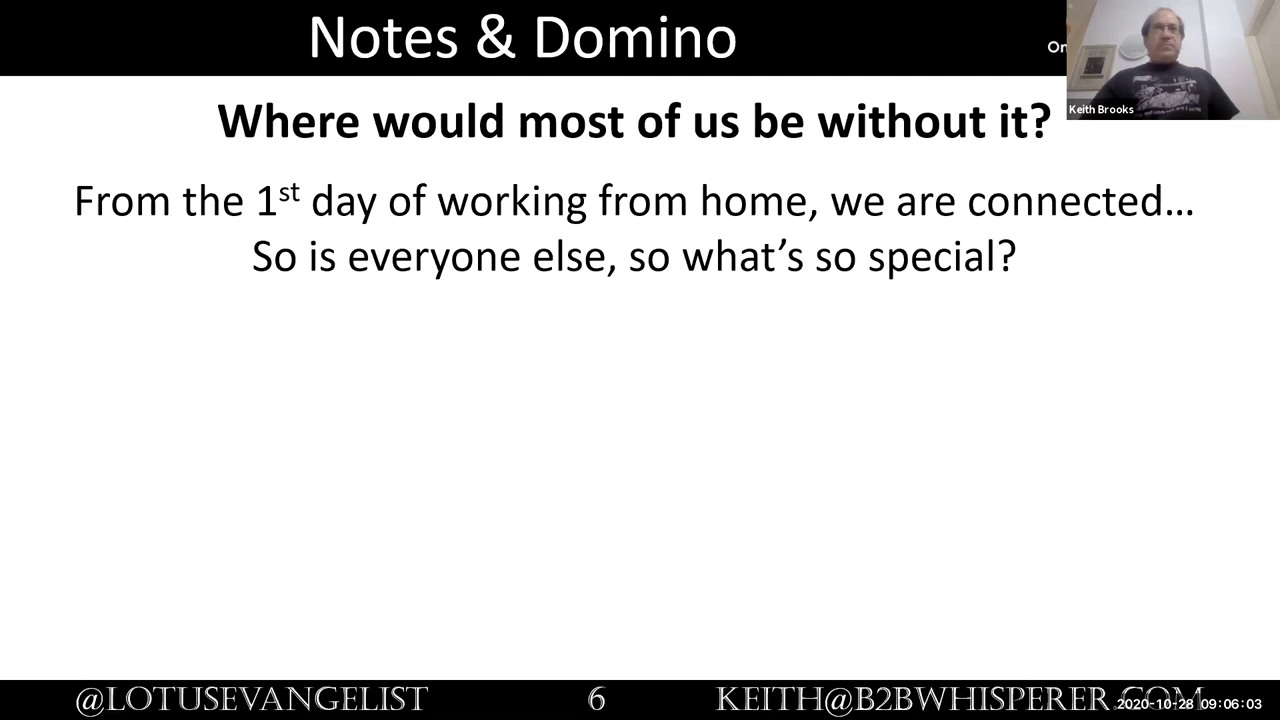 Notes & Domino
On
Keith Brooks
Where would most of us be without it?
From the 1st day of working from home, we are connected…
So is everyone else, so what’s so special?
@LOTUSEVANGELIST
6
KEITH@B2BWHISPERER.COM
2020-10-28 09:06:03